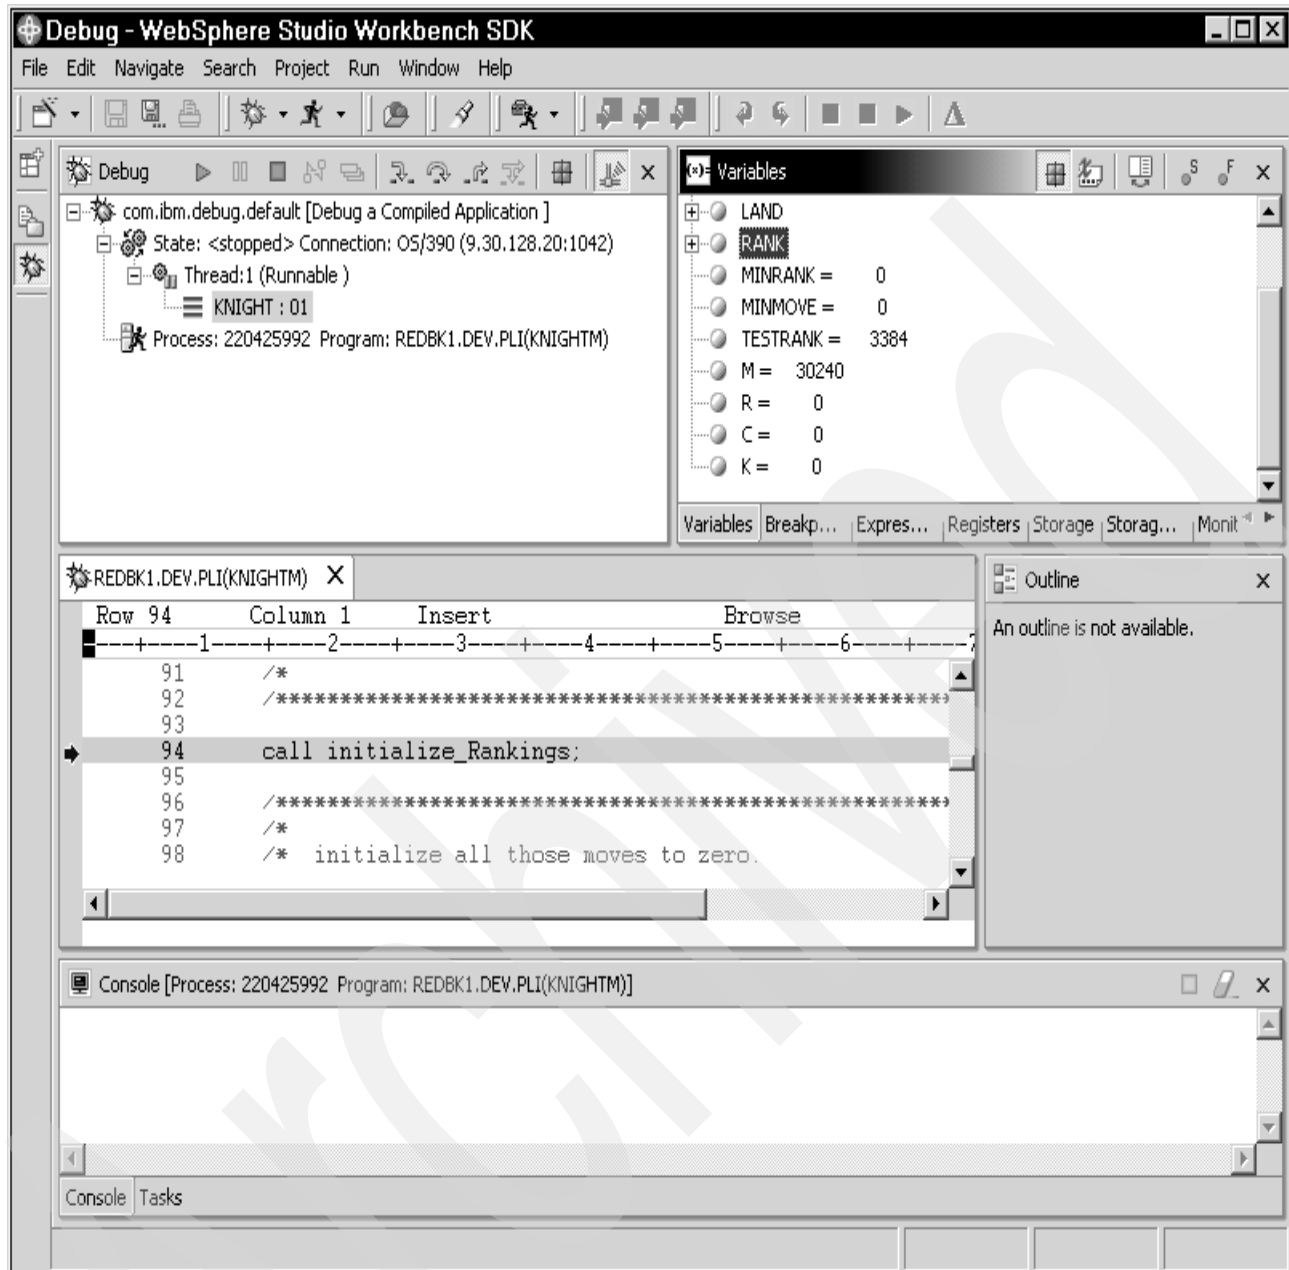 Debug - WebSphere Studio Workbench SDK
File Edit Navigate Search Project Run Window Help
Debug
com.ibm.debug.default [Debug a Compiled Application ]
State: <stopped> Connection: OS/390 (9.30.128.20:1042)
Thread:1 (Runnable )
KNIGHT : 01
Process: 220425992 Program: REDBK1.DEV.PLI(KNIGHTM)
(x)= Variables
S F
LAND
RANK
MINRANK = 0
MINMOVE = 0
TESTRANK = 3384
M = 30240
R = 0
C = 0
K = 0
Variables Breakp... Expres... Registers Storage Storag... Monit
REDBK1.DEV.PLI(KNIGHTM)
Row 94 Column 1 Insert Browse
----+----1----+----2----+----3----+----4----+----5----+----6----+----7
91 /*
92 /****************************************************
93
94 call initialize_Rankings;
95
96 /****************************************************
97 /*
98 /* initialize all those moves to zero.
Outline
An outline is not available.
Console [Process: 220425992 Program: REDBK1.DEV.PLI(KNIGHTM)]
Console Tasks
Archived